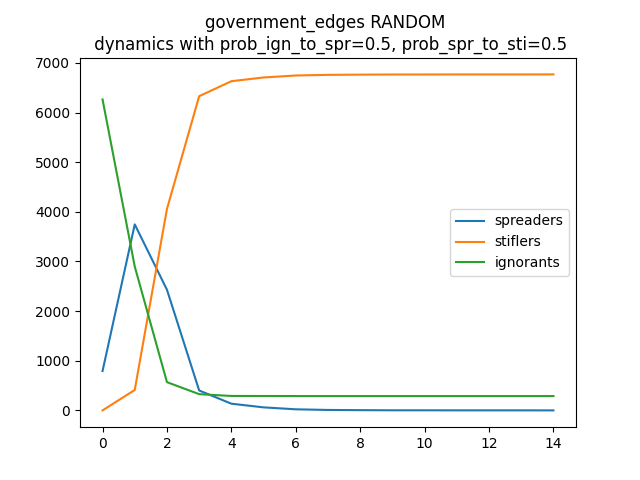 government_edges RANDOM
dynamics with prob_ign_to_spr=0.5, prob_spr_to_sti=0.5
7000
6000
5000
4000
3000
2000
1000
0
spreaders
stiflers
ignorants
0 2 4 6 8 10 12 14